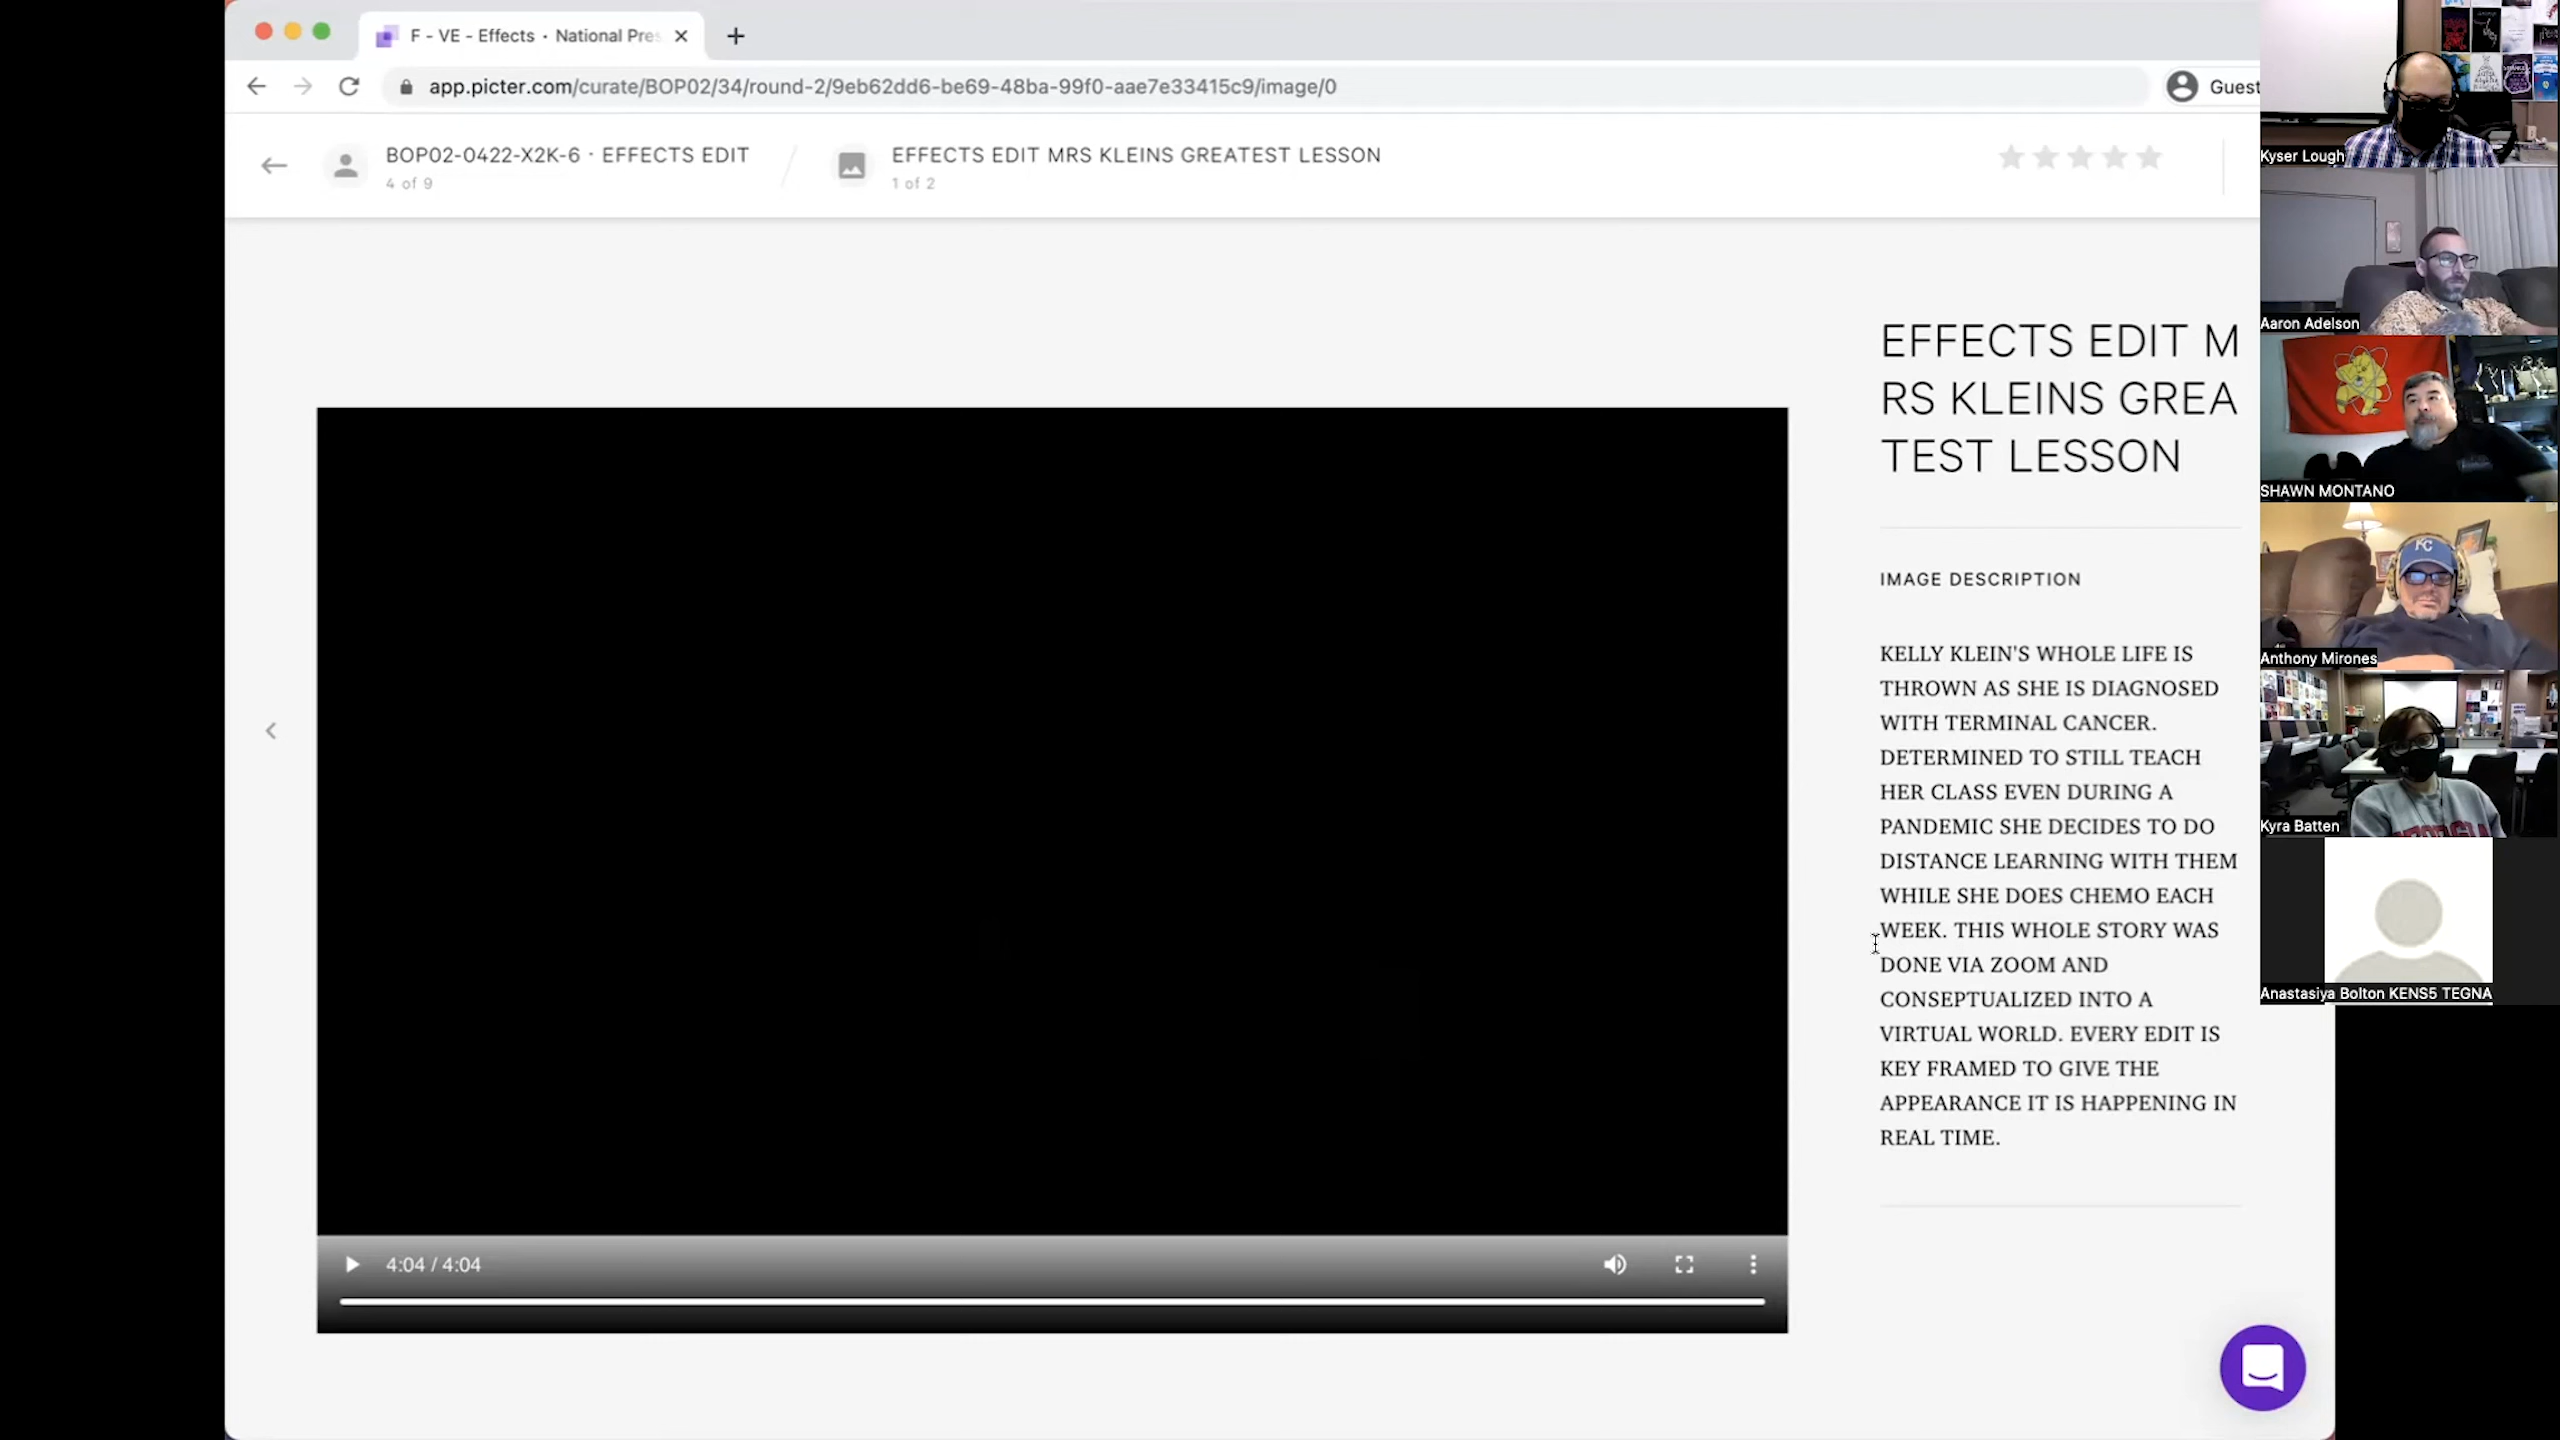 F - VE - Effects · National Pres
app.picter.com/curate/BOP02/34/round-2/9eb62dd6-be69-48ba-99f0-aae7e33415c9/image/0
Guest
BOP02-0422-X2K-6 · EFFECTS EDIT
4 of 9
EFFECTS EDIT MRS KLEINS GREATEST LESSON
1 of 2
EFFECTS EDIT M
RS KLEINS GREA
TEST LESSON
IMAGE DESCRIPTION
KELLY KLEIN'S WHOLE LIFE IS
THROWN AS SHE IS DIAGNOSED
WITH TERMINAL CANCER.
DETERMINED TO STILL TEACH
HER CLASS EVEN DURING A
PANDEMIC SHE DECIDES TO DO
DISTANCE LEARNING WITH THEM
WHILE SHE DOES CHEMO EACH
WEEK. THIS WHOLE STORY WAS
DONE VIA ZOOM AND
CONSEPTUALIZED INTO A
VIRTUAL WORLD. EVERY EDIT IS
KEY FRAMED TO GIVE THE
APPEARANCE IT IS HAPPENING IN
REAL TIME.
4:04 / 4:04
Kyser Lough
Aaron Adelson
SHAWN MONTANO
KC
Anthony Mirones
Kyra Batten
Anastasiya Bolton KENS5 TEGNA